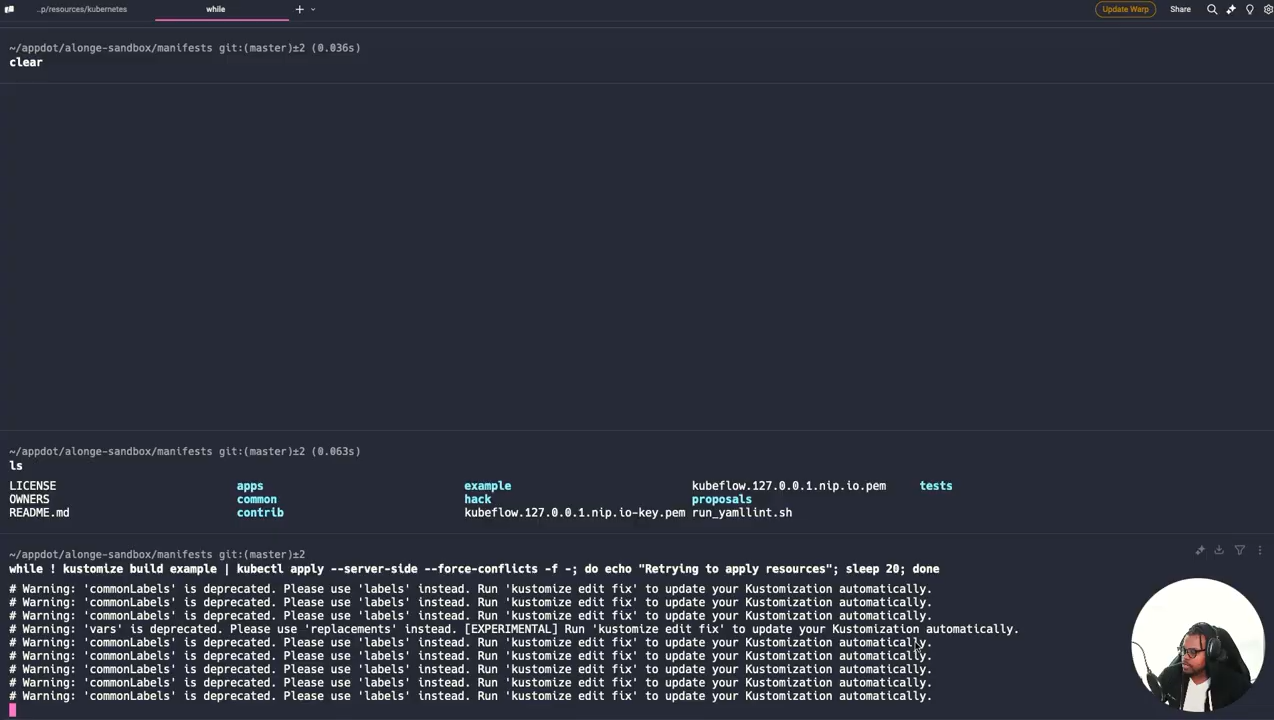 ..p/resources/kubernetes
while
Update Warp
Share
~/appdot/alonge-sandbox/manifests git:(master)±2 (0.036s)
clear
~/appdot/alonge-sandbox/manifests git:(master)±2 (0.063s)
ls
LICENSE apps example kubeflow.127.0.0.1.nip.io.pem tests
OWNERS common hack proposals
README.md contrib kubeflow.127.0.0.1.nip.io-key.pem run_yamllint.sh
~/appdot/alonge-sandbox/manifests git:(master)±2
while ! kustomize build example | kubectl apply --server-side --force-conflicts -f -; do echo "Retrying to apply resources"; sleep 20; done
# Warning: 'commonLabels' is deprecated. Please use 'labels' instead. Run 'kustomize edit fix' to update your Kustomization automatically.
# Warning: 'commonLabels' is deprecated. Please use 'labels' instead. Run 'kustomize edit fix' to update your Kustomization automatically.
# Warning: 'commonLabels' is deprecated. Please use 'labels' instead. Run 'kustomize edit fix' to update your Kustomization automatically.
# Warning: 'vars' is deprecated. Please use 'replacements' instead. [EXPERIMENTAL] Run 'kustomize edit fix' to update your Kustomization automatically.
# Warning: 'commonLabels' is deprecated. Please use 'labels' instead. Run 'kustomize edit fix' to update your Kustomization automatically.
# Warning: 'commonLabels' is deprecated. Please use 'labels' instead. Run 'kustomize edit fix' to update your Kustomization automatically.
# Warning: 'commonLabels' is deprecated. Please use 'labels' instead. Run 'kustomize edit fix' to update your Kustomization automatically.
# Warning: 'commonLabels' is deprecated. Please use 'labels' instead. Run 'kustomize edit fix' to update your Kustomization automatically.
# Warning: 'commonLabels' is deprecated. Please use 'labels' instead. Run 'kustomize edit fix' to update your Kustomization automatically.